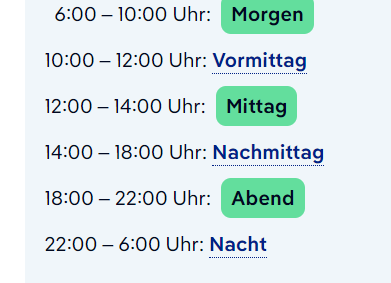 6:00 – 10:00 Uhr: Morgen
10:00 – 12:00 Uhr: Vormittag
12:00 – 14:00 Uhr: Mittag
14:00 – 18:00 Uhr: Nachmittag
18:00 – 22:00 Uhr: Abend
22:00 – 6:00 Uhr: Nacht